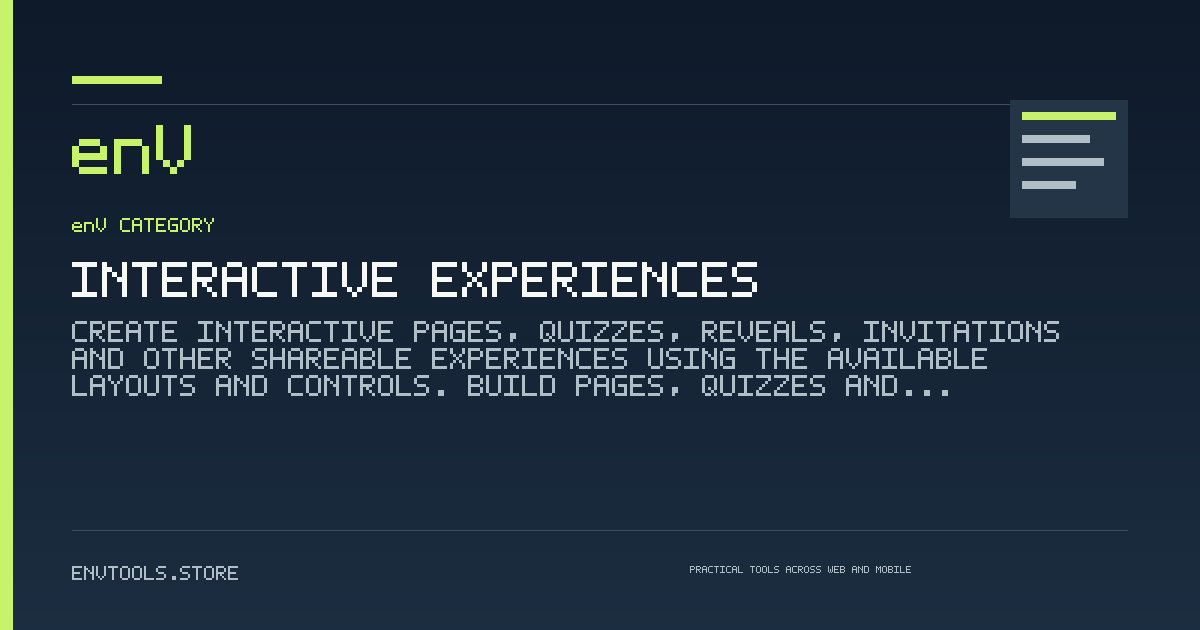 enV
enV CATEGORY
INTERACTIVE EXPERIENCES
CREATE INTERACTIVE PAGES, QUIZZES, REVEALS, INVITATIONS
AND OTHER SHAREABLE EXPERIENCES USING THE AVAILABLE
LAYOUTS AND CONTROLS. BUILD PAGES, QUIZZES AND...
ENVTOOLS.STORE
PRACTICAL TOOLS ACROSS WEB AND MOBILE